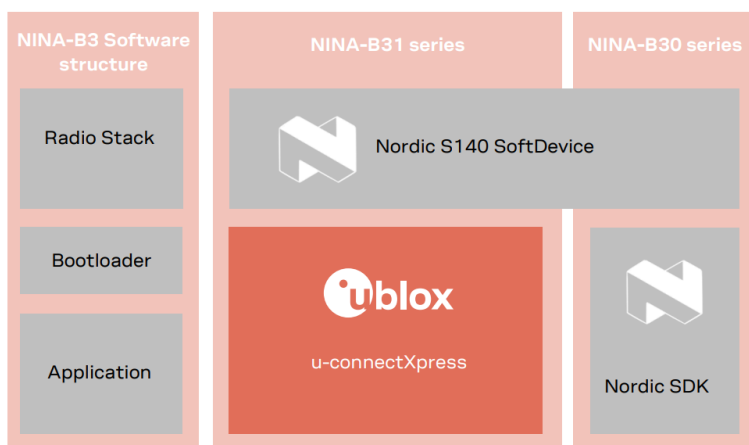 NINA-B3 Software
structure
NINA-B31 series
NINA-B30 series
Radio Stack
Nordic S140 SoftDevice
Bootloader
ublox
u-connectXpress
Application
Nordic SDK